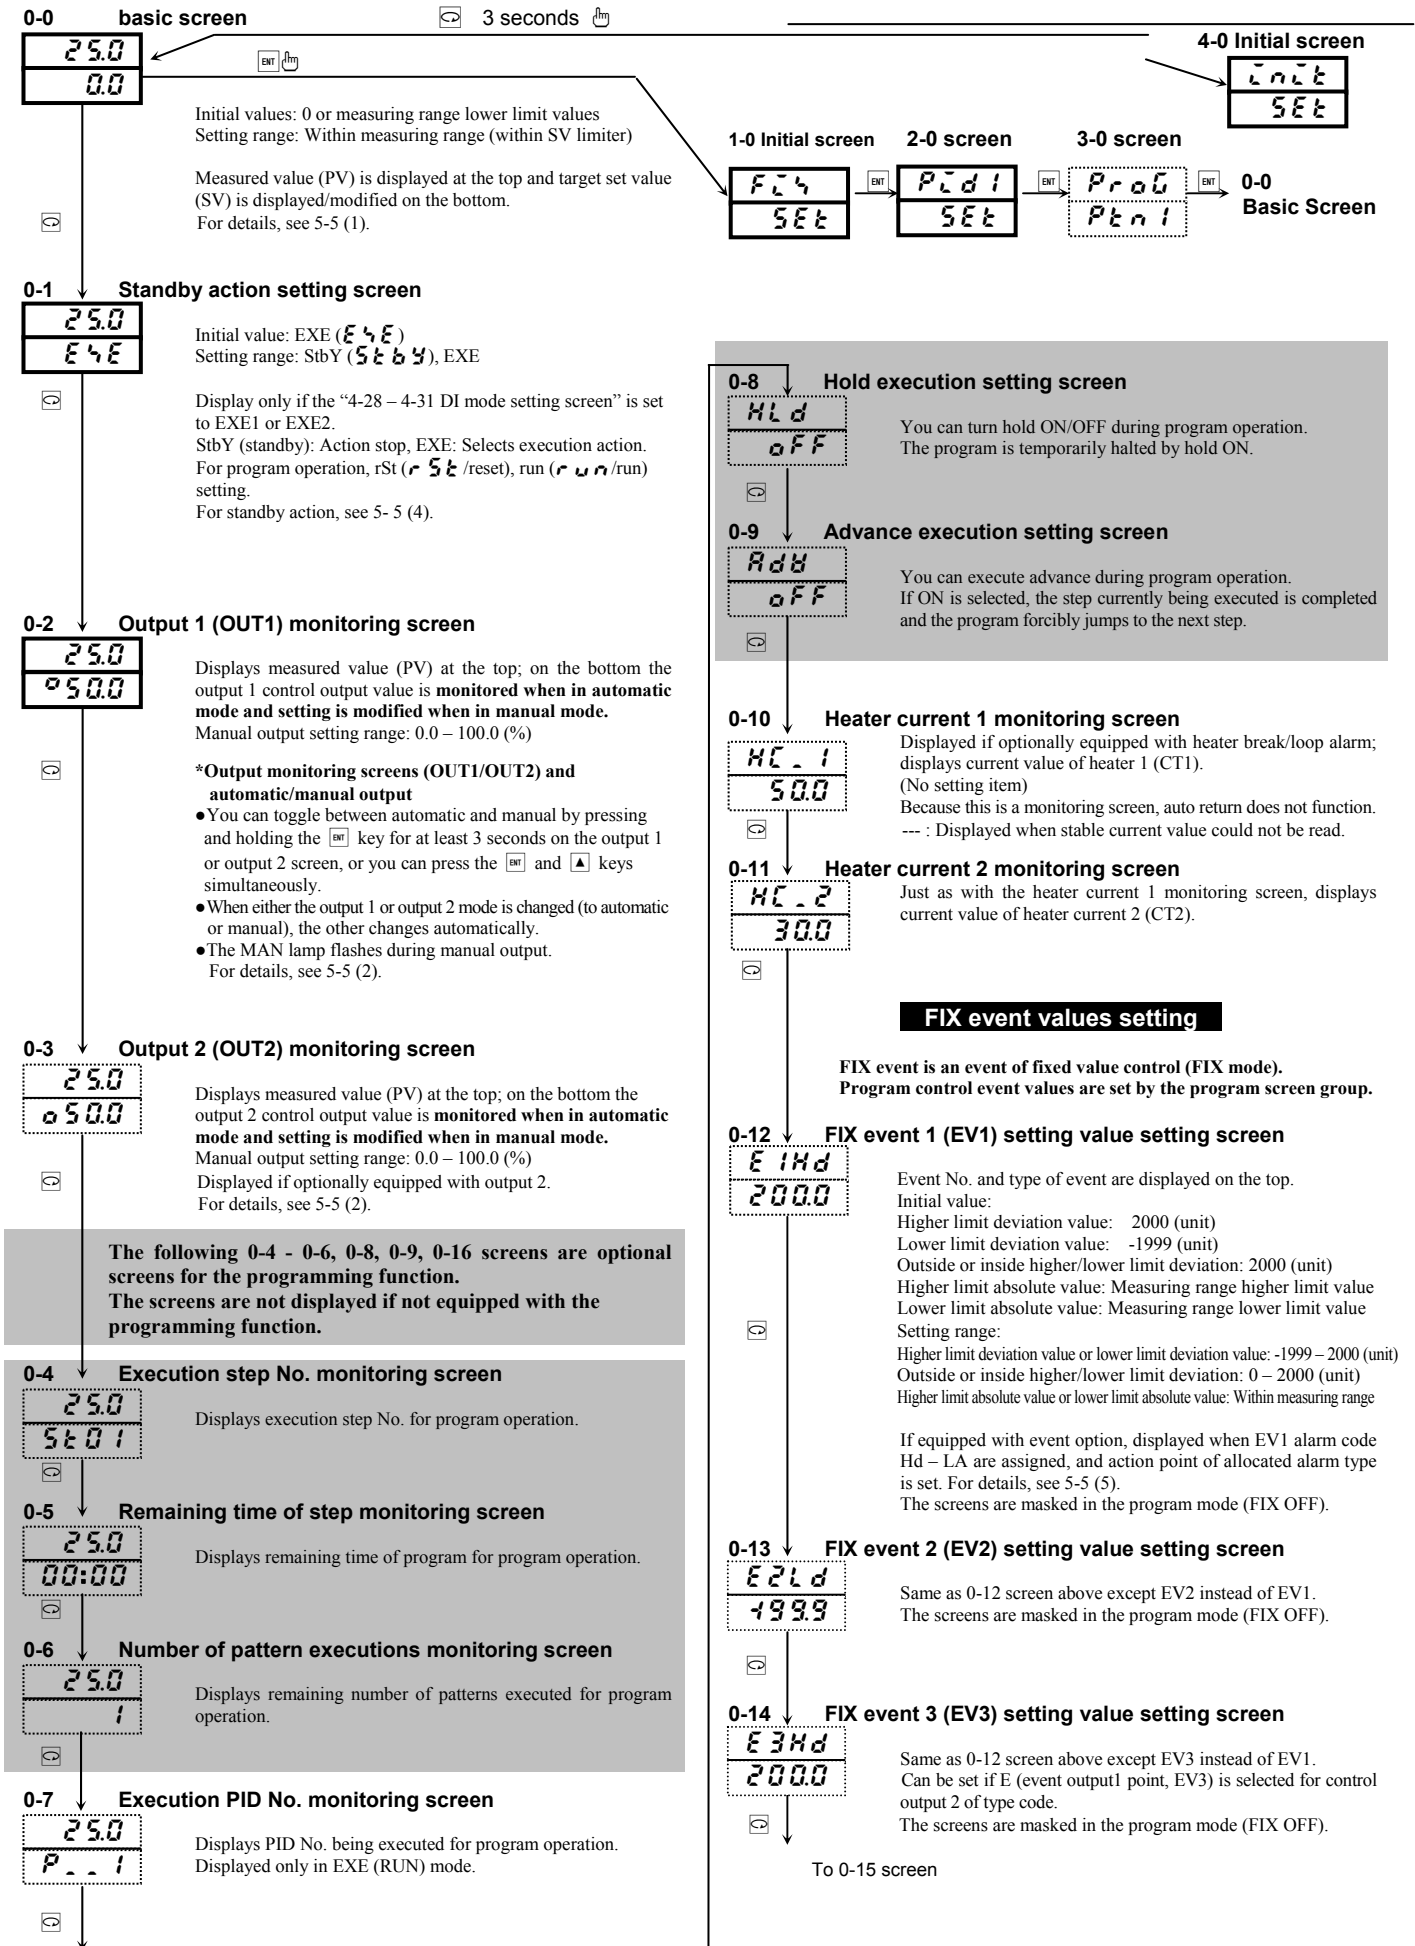 0-0 basic screen
3 seconds
25.0
0.0
ENT
Initial values: 0 or measuring range lower limit values
Setting range: Within measuring range (within SV limiter)
Measured value (PV) is displayed at the top and target set value
(SV) is displayed/modified on the bottom.
For details, see 5-5 (1).
4-0 Initial screen
init
SEt
1-0 Initial screen 2-0 screen 3-0 screen
SEt
ENT
Pid1
SEt
ENT
ProG
Ptn1
ENT
0-0
Basic Screen
0-1 Standby action setting screen
25.0
EXE
Initial value: EXE (EXE)
Setting range: StbY (StbY), EXE
Display only if the “4-28 – 4-31 DI mode setting screen” is set
to EXE1 or EXE2.
StbY (standby): Action stop, EXE: Selects execution action.
For program operation, rSt (rSt /reset), run (run /run)
setting.
For standby action, see 5- 5 (4).
0-2 Output 1 (OUT1) monitoring screen
25.0
o50.0
Displays measured value (PV) at the top; on the bottom the
output 1 control output value is monitored when in automatic
mode and setting is modified when in manual mode.
Manual output setting range: 0.0 – 100.0 (%)
*Output monitoring screens (OUT1/OUT2) and
automatic/manual output
●You can toggle between automatic and manual by pressing
and holding the ENT key for at least 3 seconds on the output 1
or output 2 screen, or you can press the ENT and ▲ keys
simultaneously.
●When either the output 1 or output 2 mode is changed (to automatic
or manual), the other changes automatically.
●The MAN lamp flashes during manual output.
For details, see 5-5 (2).
0-3 Output 2 (OUT2) monitoring screen
25.0
o50.0
Displays measured value (PV) at the top; on the bottom the
output 2 control output value is monitored when in automatic
mode and setting is modified when in manual mode.
Manual output setting range: 0.0 – 100.0 (%)
Displayed if optionally equipped with output 2.
For details, see 5-5 (2).
The following 0-4 - 0-6, 0-8, 0-9, 0-16 screens are optional
screens for the programming function.
The screens are not displayed if not equipped with the
programming function.
0-4 Execution step No. monitoring screen
25.0
St01
Displays execution step No. for program operation.
0-5 Remaining time of step monitoring screen
25.0
00:00
Displays remaining time of program for program operation.
0-6 Number of pattern executions monitoring screen
25.0
1
Displays remaining number of patterns executed for program
operation.
0-7 Execution PID No. monitoring screen
25.0
P__1
Displays PID No. being executed for program operation.
Displayed only in EXE (RUN) mode.
0-8 Hold execution setting screen
HLd
oFF
You can turn hold ON/OFF during program operation.
The program is temporarily halted by hold ON.
0-9 Advance execution setting screen
AdV
oFF
You can execute advance during program operation.
If ON is selected, the step currently being executed is completed
and the program forcibly jumps to the next step.
0-10 Heater current 1 monitoring screen
HC_1
50.0
Displayed if optionally equipped with heater break/loop alarm;
displays current value of heater 1 (CT1).
(No setting item)
Because this is a monitoring screen, auto return does not function.
--- : Displayed when stable current value could not be read.
0-11 Heater current 2 monitoring screen
HC_2
30.0
Just as with the heater current 1 monitoring screen, displays
current value of heater current 2 (CT2).
FIX event values setting
FIX event is an event of fixed value control (FIX mode).
Program control event values are set by the program screen group.
0-12 FIX event 1 (EV1) setting value setting screen
E1Hd
200.0
Event No. and type of event are displayed on the top.
Initial value:
Higher limit deviation value: 2000 (unit)
Lower limit deviation value: -1999 (unit)
Outside or inside higher/lower limit deviation: 2000 (unit)
Higher limit absolute value: Measuring range higher limit value
Lower limit absolute value: Measuring range lower limit value
Setting range:
Higher limit deviation value or lower limit deviation value: -1999 – 2000 (unit)
Outside or inside higher/lower limit deviation: 0 – 2000 (unit)
Higher limit absolute value or lower limit absolute value: Within measuring range
If equipped with event option, displayed when EV1 alarm code
Hd – LA are assigned, and action point of allocated alarm type
is set. For details, see 5-5 (5).
The screens are masked in the program mode (FIX OFF).
0-13 FIX event 2 (EV2) setting value setting screen
E2Ld
-199.9
Same as 0-12 screen above except EV2 instead of EV1.
The screens are masked in the program mode (FIX OFF).
0-14 FIX event 3 (EV3) setting value setting screen
E3Hd
200.0
Same as 0-12 screen above except EV3 instead of EV1.
Can be set if E (event output1 point, EV3) is selected for control
output 2 of type code.
The screens are masked in the program mode (FIX OFF).
To 0-15 screen